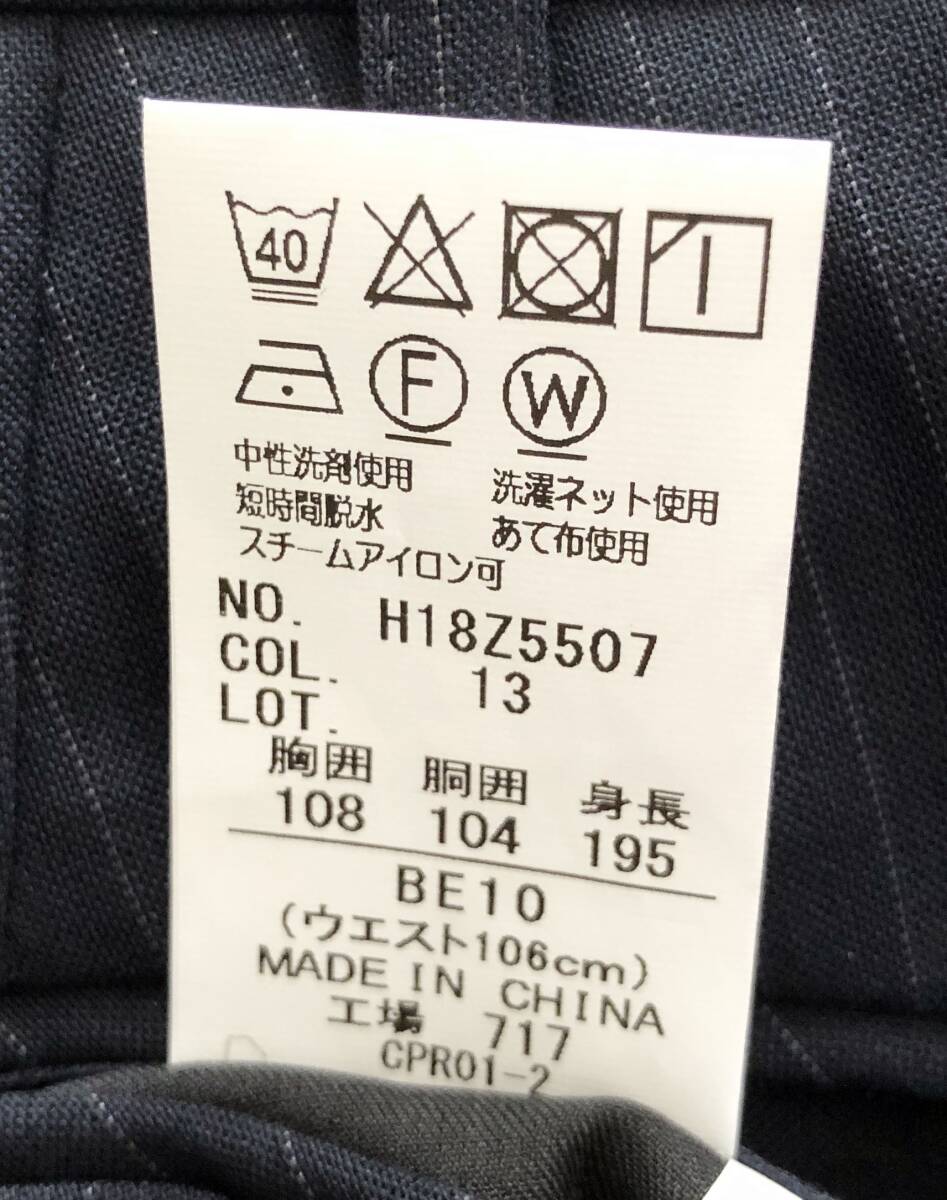 40
F W
中性洗剤使用 洗濯ネット使用
短時間脱水 あて布使用
スチームアイロン可
NO. H18Z5507
COL. 13
LOT.
胸囲 胴囲 身長
108 104 195
BE10
(ウエスト106cm)
MADE IN CHINA
工場 717
CPR01-2